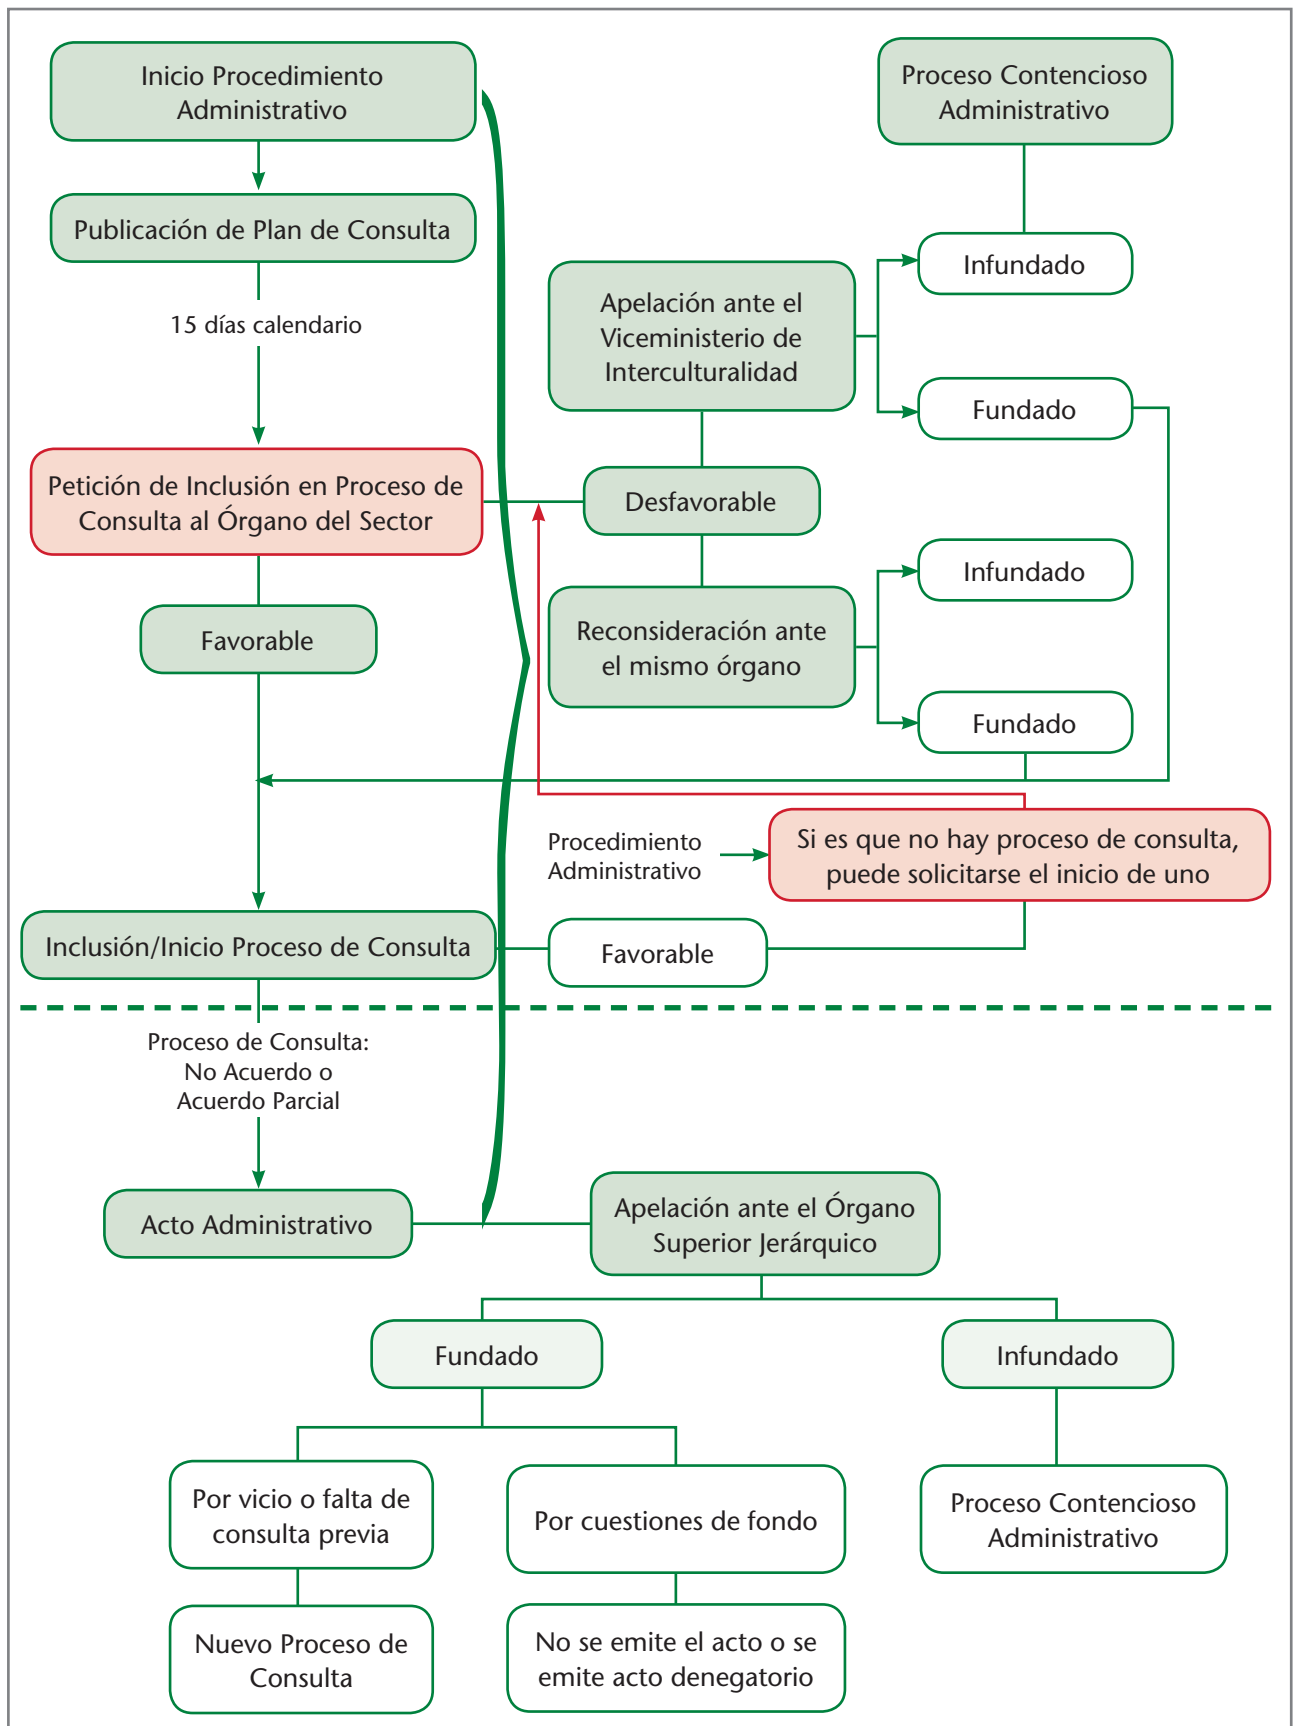 Inicio Procedimiento
Administrativo
Proceso Contencioso
Administrativo
Publicación de Plan de Consulta
Infundado
Apelación ante el
Viceministerio de
Interculturalidad
15 días calendario
Fundado
Petición de Inclusión en Proceso de
Consulta al Órgano del Sector
Desfavorable
Infundado
Reconsideración ante
el mismo órgano
Favorable
Fundado
Procedimiento
Administrativo
Si es que no hay proceso de consulta,
puede solicitarse el inicio de uno
Inclusión/Inicio Proceso de Consulta
Favorable
Proceso de Consulta:
No Acuerdo o
Acuerdo Parcial
Acto Administrativo
Apelación ante el Órgano
Superior Jerárquico
Fundado
Infundado
Por vicio o falta de
consulta previa
Por cuestiones de fondo
Proceso Contencioso
Administrativo
Nuevo Proceso de
Consulta
No se emite el acto o se
emite acto denegatorio